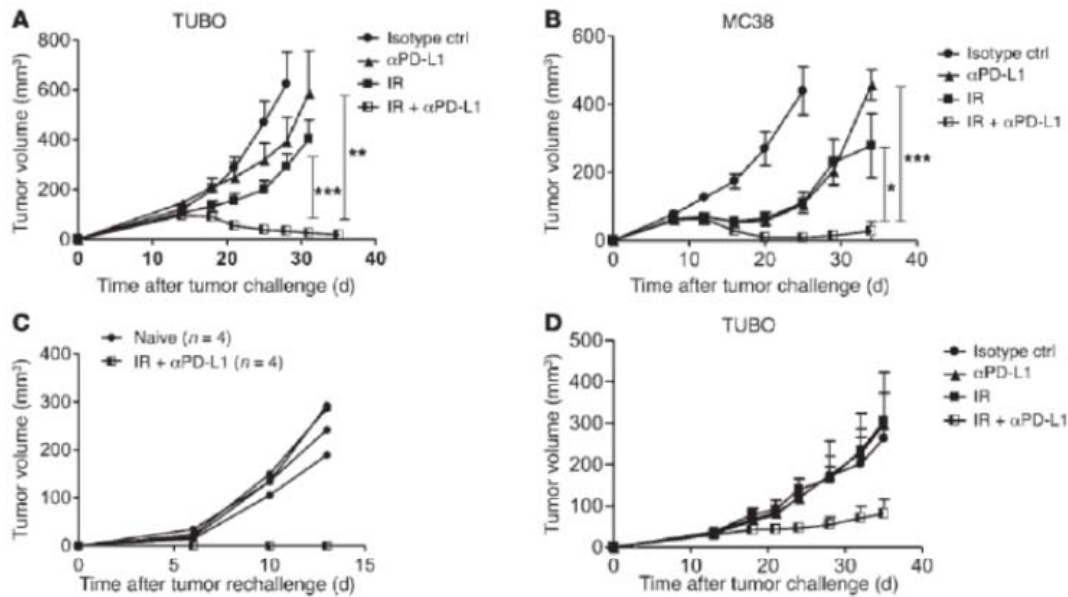 A
TUBO
Tumor volume (mm³)
800
600
400
200
0
0
10
20
30
40
Time after tumor challenge (d)
Isotype ctrl
αPD-L1
IR
IR + αPD-L1
***
**
B
MC38
Tumor volume (mm³)
600
400
200
0
0
10
20
30
40
Time after tumor challenge (d)
Isotype ctrl
αPD-L1
IR
IR + αPD-L1
*
***
C
Naive (n = 4)
IR + αPD-L1 (n = 4)
Tumor volume (mm³)
400
300
200
100
0
0
5
10
15
Time after tumor rechallenge (d)
D
TUBO
Tumor volume (mm³)
500
400
300
200
100
0
0
10
20
30
40
Time after tumor challenge (d)
Isotype ctrl
αPD-L1
IR
IR + αPD-L1